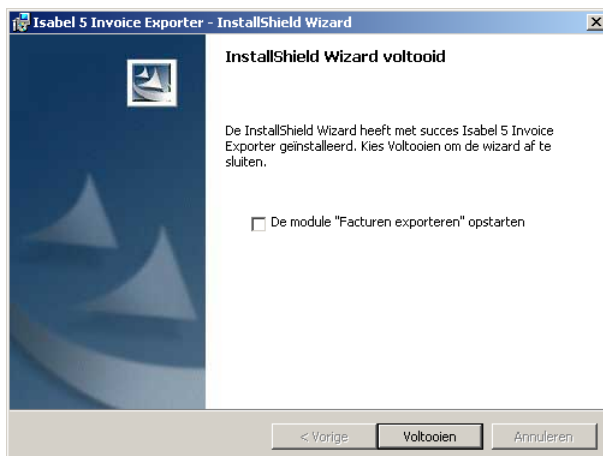 Isabel 5 Invoice Exporter - InstallShield Wizard
InstallShield Wizard voltooid
De InstallShield Wizard heeft met succes Isabel 5 Invoice
Exporter geïnstalleerd. Kies Voltooien om de wizard af te
sluiten.
De module "Facturen exporteren" opstarten
< Vorige
Voltooien
Annuleren